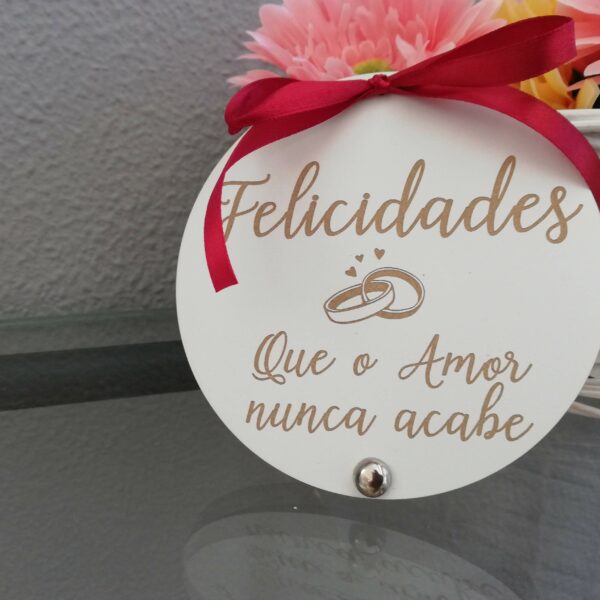 Felicidades
Que o Amor
nunca acabe